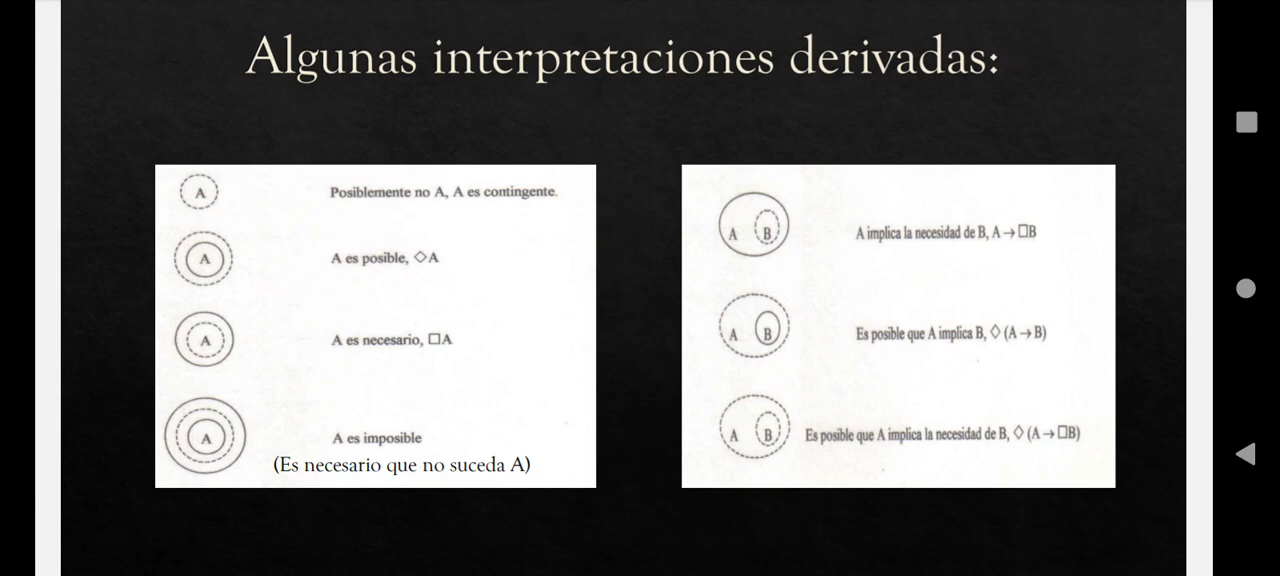 Algunas interpretaciones derivadas:
A
Posiblemente no A, A es contingente.
A
A es posible, ◇A
A
A es necesario, □A
A
A es imposible
(Es necesario que no suceda A)
A B
A implica la necesidad de B, A → □B
A B
Es posible que A implica B, ◇ (A → B)
A B
Es posible que A implica la necesidad de B, ◇ (A → □B)